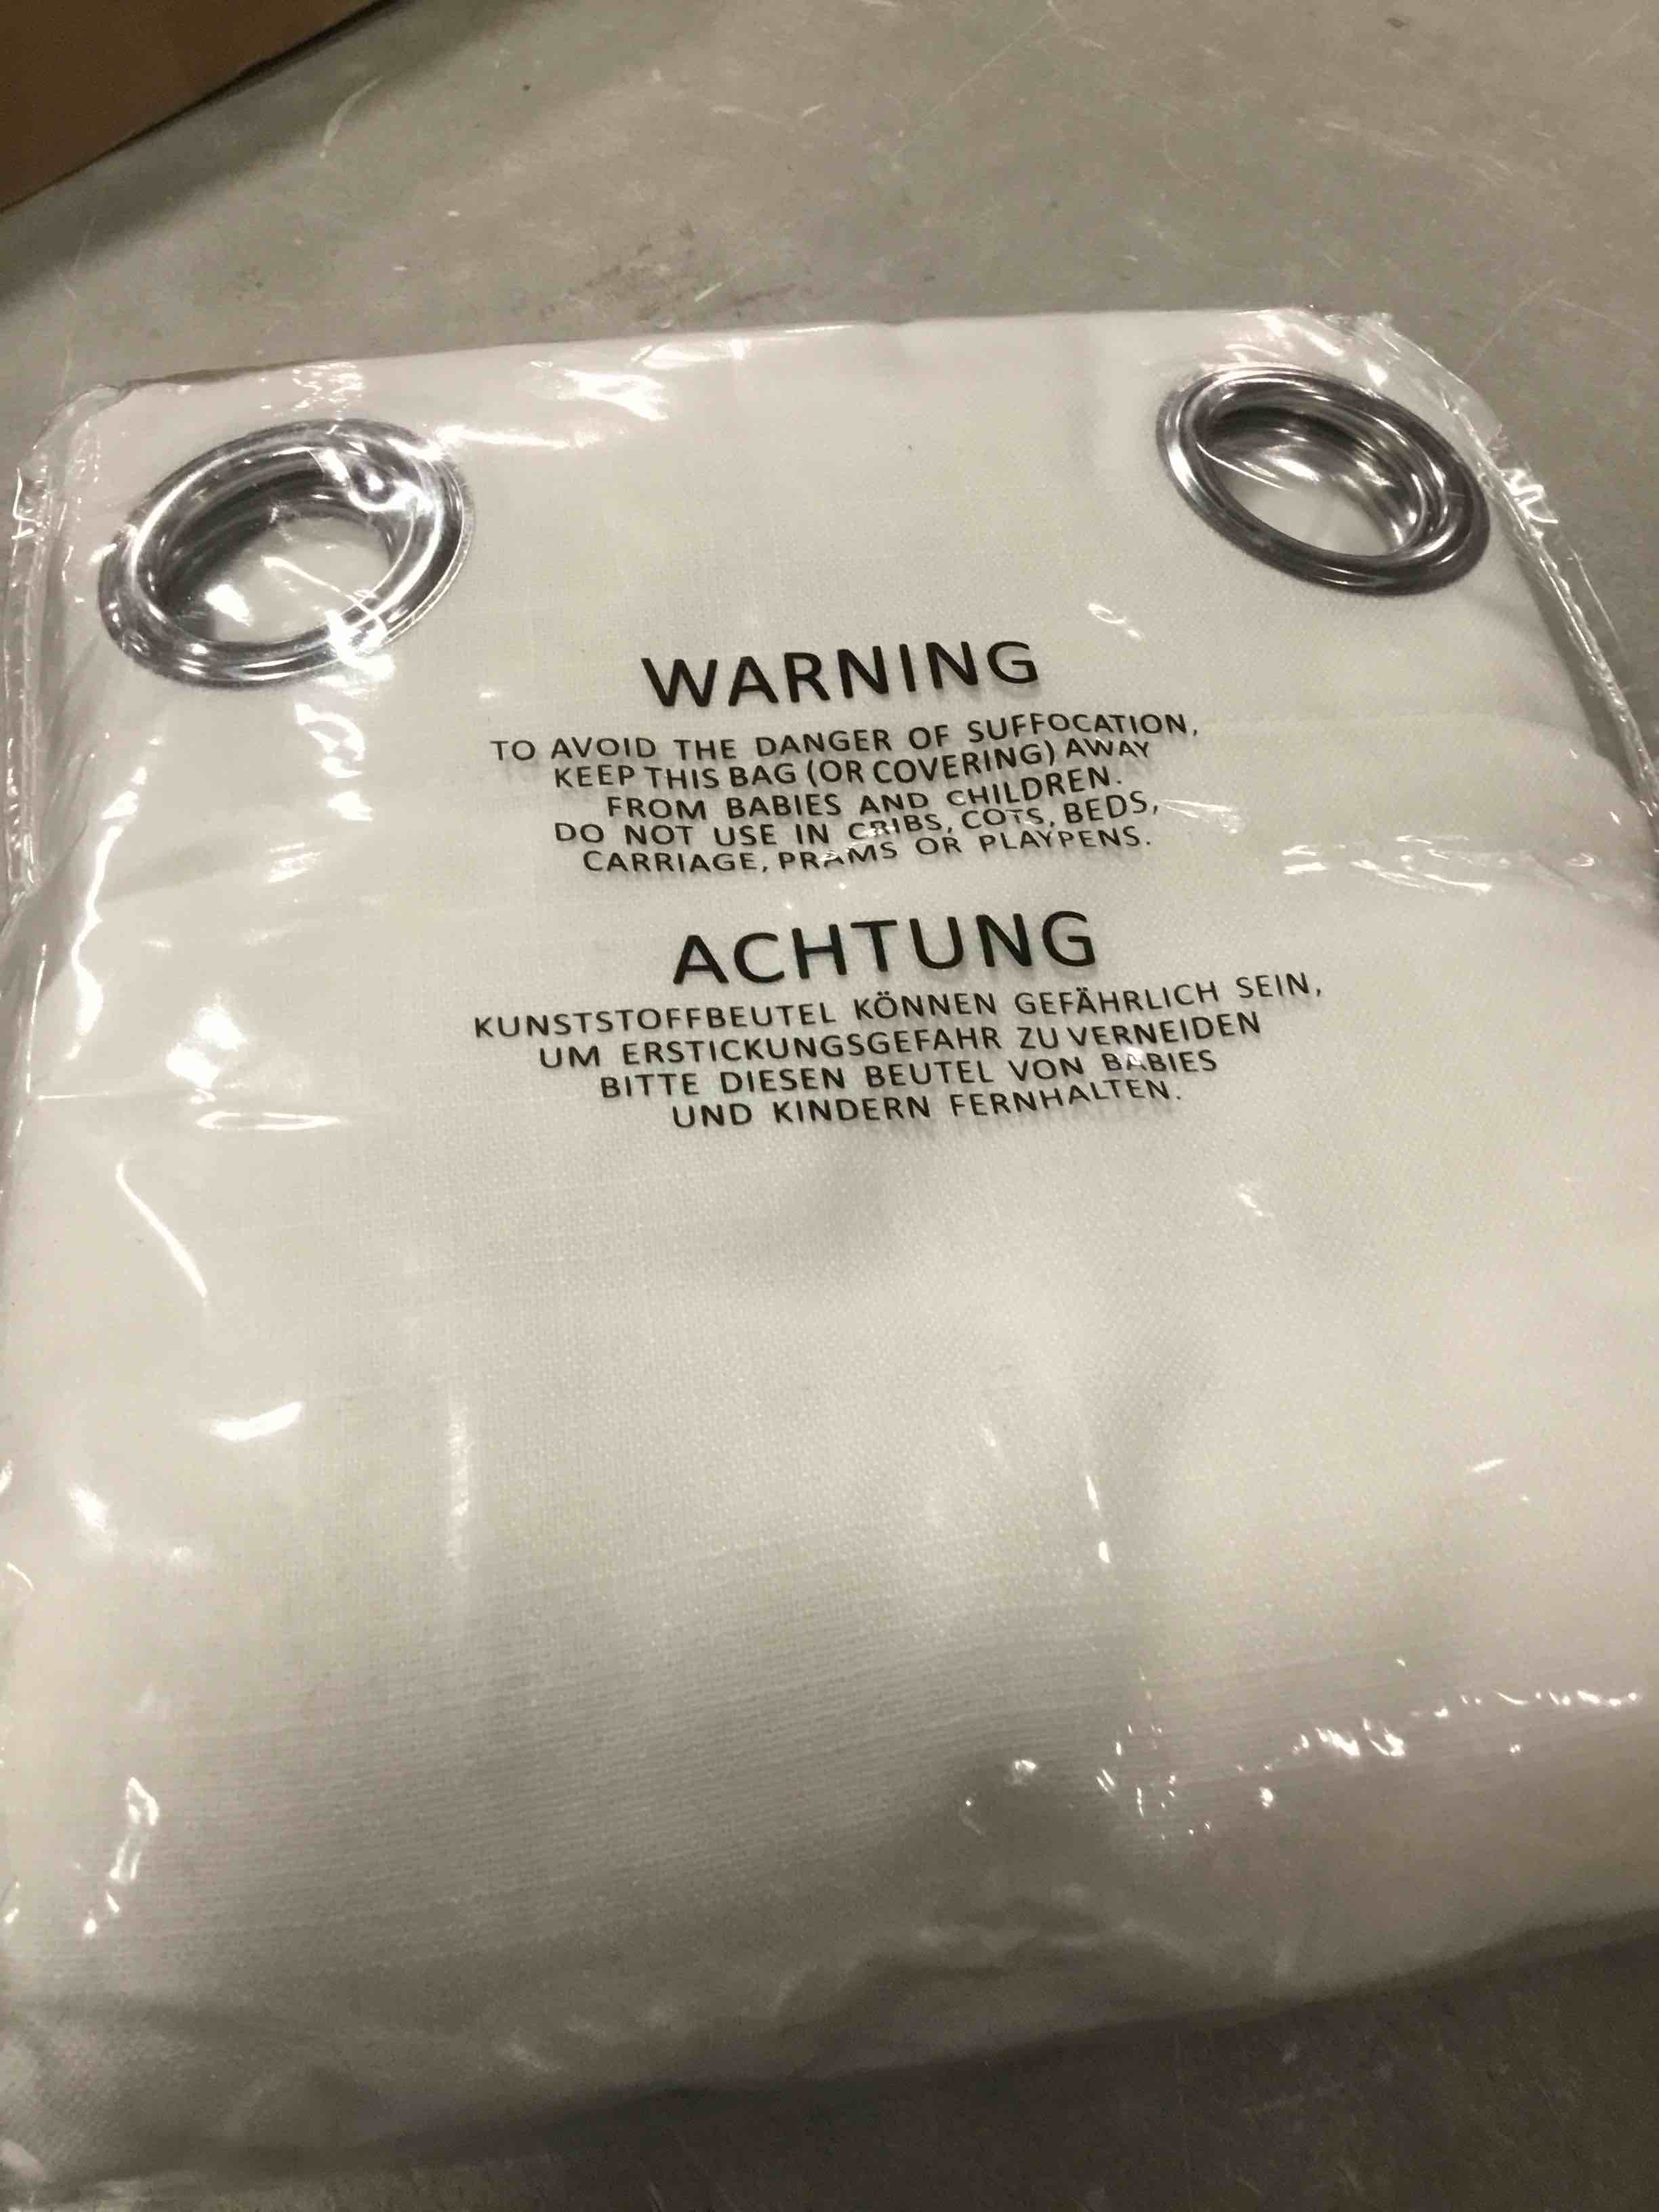 WARNING
TO AVOID THE DANGER OF SUFFOCATION,
KEEP THIS BAG (OR COVERING) AWAY
FROM BABIES AND CHILDREN.
DO NOT USE IN CRIBS, COTS, BEDS,
CARRIAGE, PRAMS OR PLAYPENS.
ACHTUNG
KUNSTSTOFFBEUTEL KÖNNEN GEFÄHRLICH SEIN,
UM ERSTICKUNGSGEFAHR ZU VERNEIDEN
BITTE DIESEN BEUTEL VON BABIES
UND KINDERN FERNHALTEN.